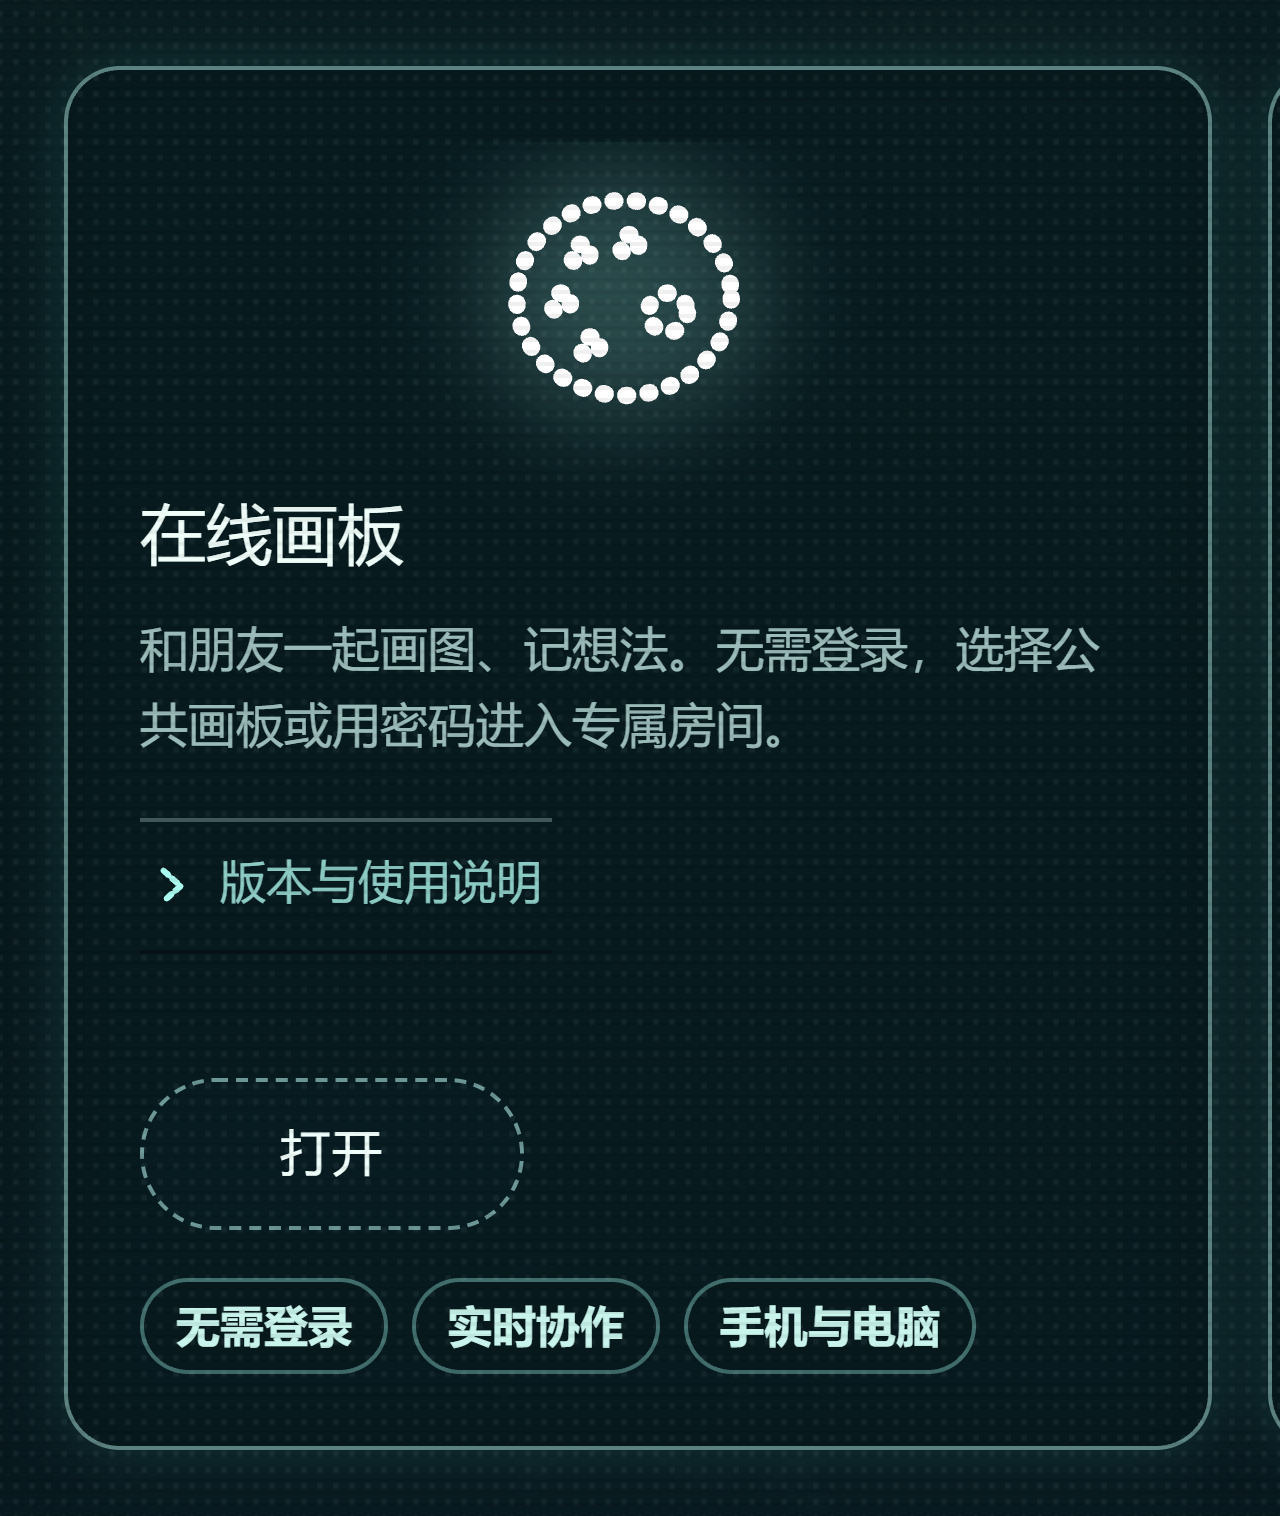 在线画板
和朋友一起画图、记想法。无需登录，选择公
共画板或用密码进入专属房间。
版本与使用说明
打开
无需登录
实时协作
手机与电脑